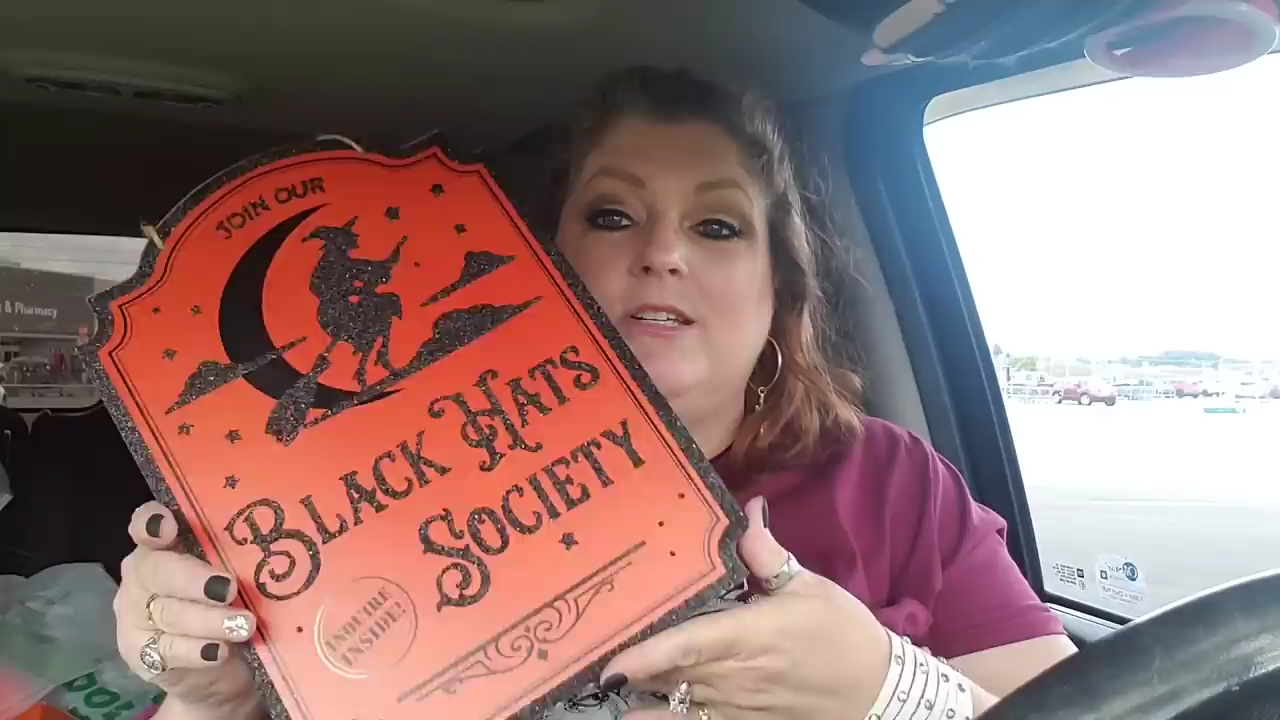 JOIN OUR
BLACK HATS
SOCIETY
INQUIRE
INSIDE!
& Pharmacy